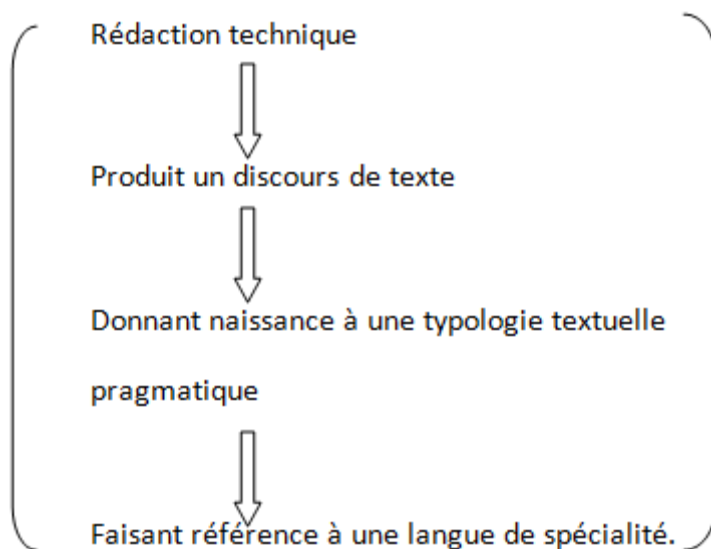 Rédaction technique
Produit un discours de texte
Donnant naissance à une typologie textuelle
pragmatique
Faisant référence à une langue de spécialité.